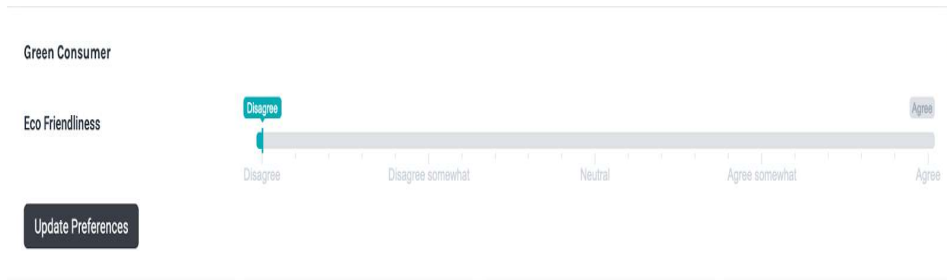 Green Consumer
Disagree Agree
Eco Friendliness
Disagree Disagree somewhat Neutral Agree somewhat Agree
Update Preferences